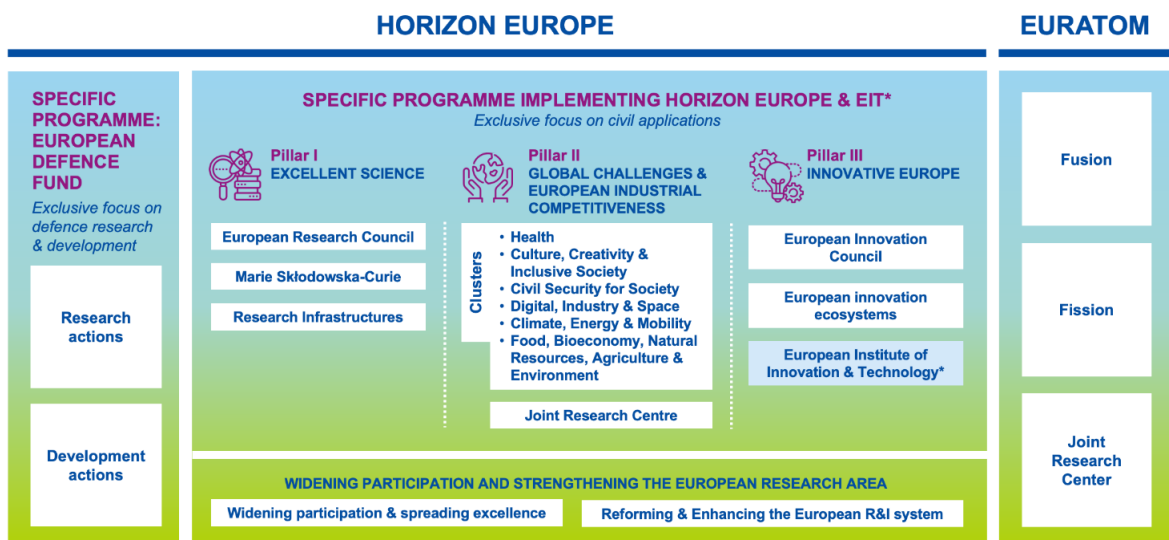 HORIZON EUROPE
EURATOM
SPECIFIC
PROGRAMME:
EUROPEAN
DEFENCE
FUND
Exclusive focus on
defence research
& development
Research
actions
Development
actions
SPECIFIC PROGRAMME IMPLEMENTING HORIZON EUROPE & EIT*
Exclusive focus on civil applications
Pillar I
EXCELLENT SCIENCE
European Research Council
Marie Skłodowska-Curie
Research Infrastructures
Pillar II
GLOBAL CHALLENGES &
EUROPEAN INDUSTRIAL
COMPETITIVENESS
Clusters
• Health
• Culture, Creativity &
Inclusive Society
• Civil Security for Society
• Digital, Industry & Space
• Climate, Energy & Mobility
• Food, Bioeconomy, Natural
Resources, Agriculture &
Environment
Joint Research Centre
Pillar III
INNOVATIVE EUROPE
European Innovation
Council
European innovation
ecosystems
European Institute of
Innovation & Technology*
WIDENING PARTICIPATION AND STRENGTHENING THE EUROPEAN RESEARCH AREA
Widening participation & spreading excellence
Reforming & Enhancing the European R&I system
Fusion
Fission
Joint
Research
Center